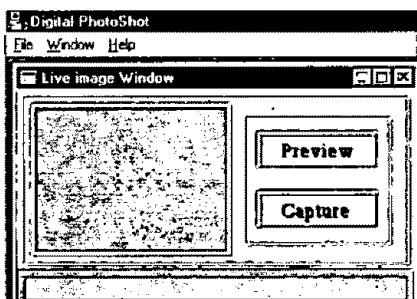 Digital PhotoShot
File Window Help
Live image Window
Preview
Capture